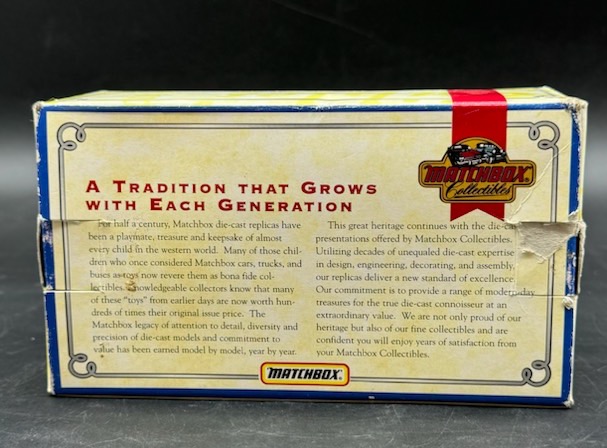 MATCHBOX®
Collectibles
A TRADITION THAT GROWS
WITH EACH GENERATION
For half a century, Matchbox die-cast replicas have
been a playmate, treasure and keepsake of almost
every child in the western world. Many of those chil-
dren who once considered Matchbox cars, trucks, and
buses as toys now revere them as bona fide col-
lectibles. Knowledgeable collectors know that many
of these "toys" from earlier days are now worth hun-
dreds of times their original issue price. The
Matchbox legacy of attention to detail, diversity and
precision of die-cast models and commitment to
value has been earned model by model, year by year.
This great heritage continues with the die-cast
presentations offered by Matchbox Collectibles.
Utilizing decades of unequaled die-cast expertise
in design, engineering, decorating, and assembly,
our replicas deliver a new standard of excellence.
Our commitment is to provide a range of modern-day
treasures for the true die-cast connoisseur at an
extraordinary value. We are not only proud of our
heritage but also of our fine collectibles and are
confident you will enjoy years of satisfaction from
your Matchbox Collectibles.
MATCHBOX®